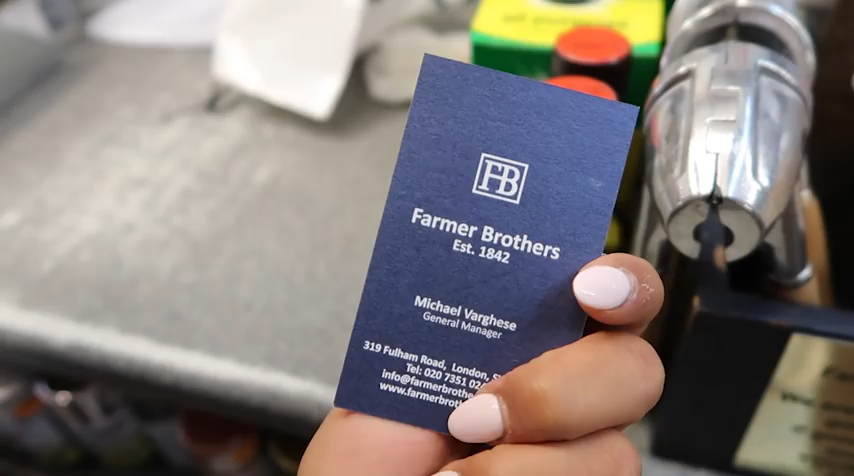 FB
Farmer Brothers
Est. 1842
Michael Varghese
General Manager
319 Fulham Road, London,
Tel: 020 7351
info@farmerbrothe
www.farmerbroth